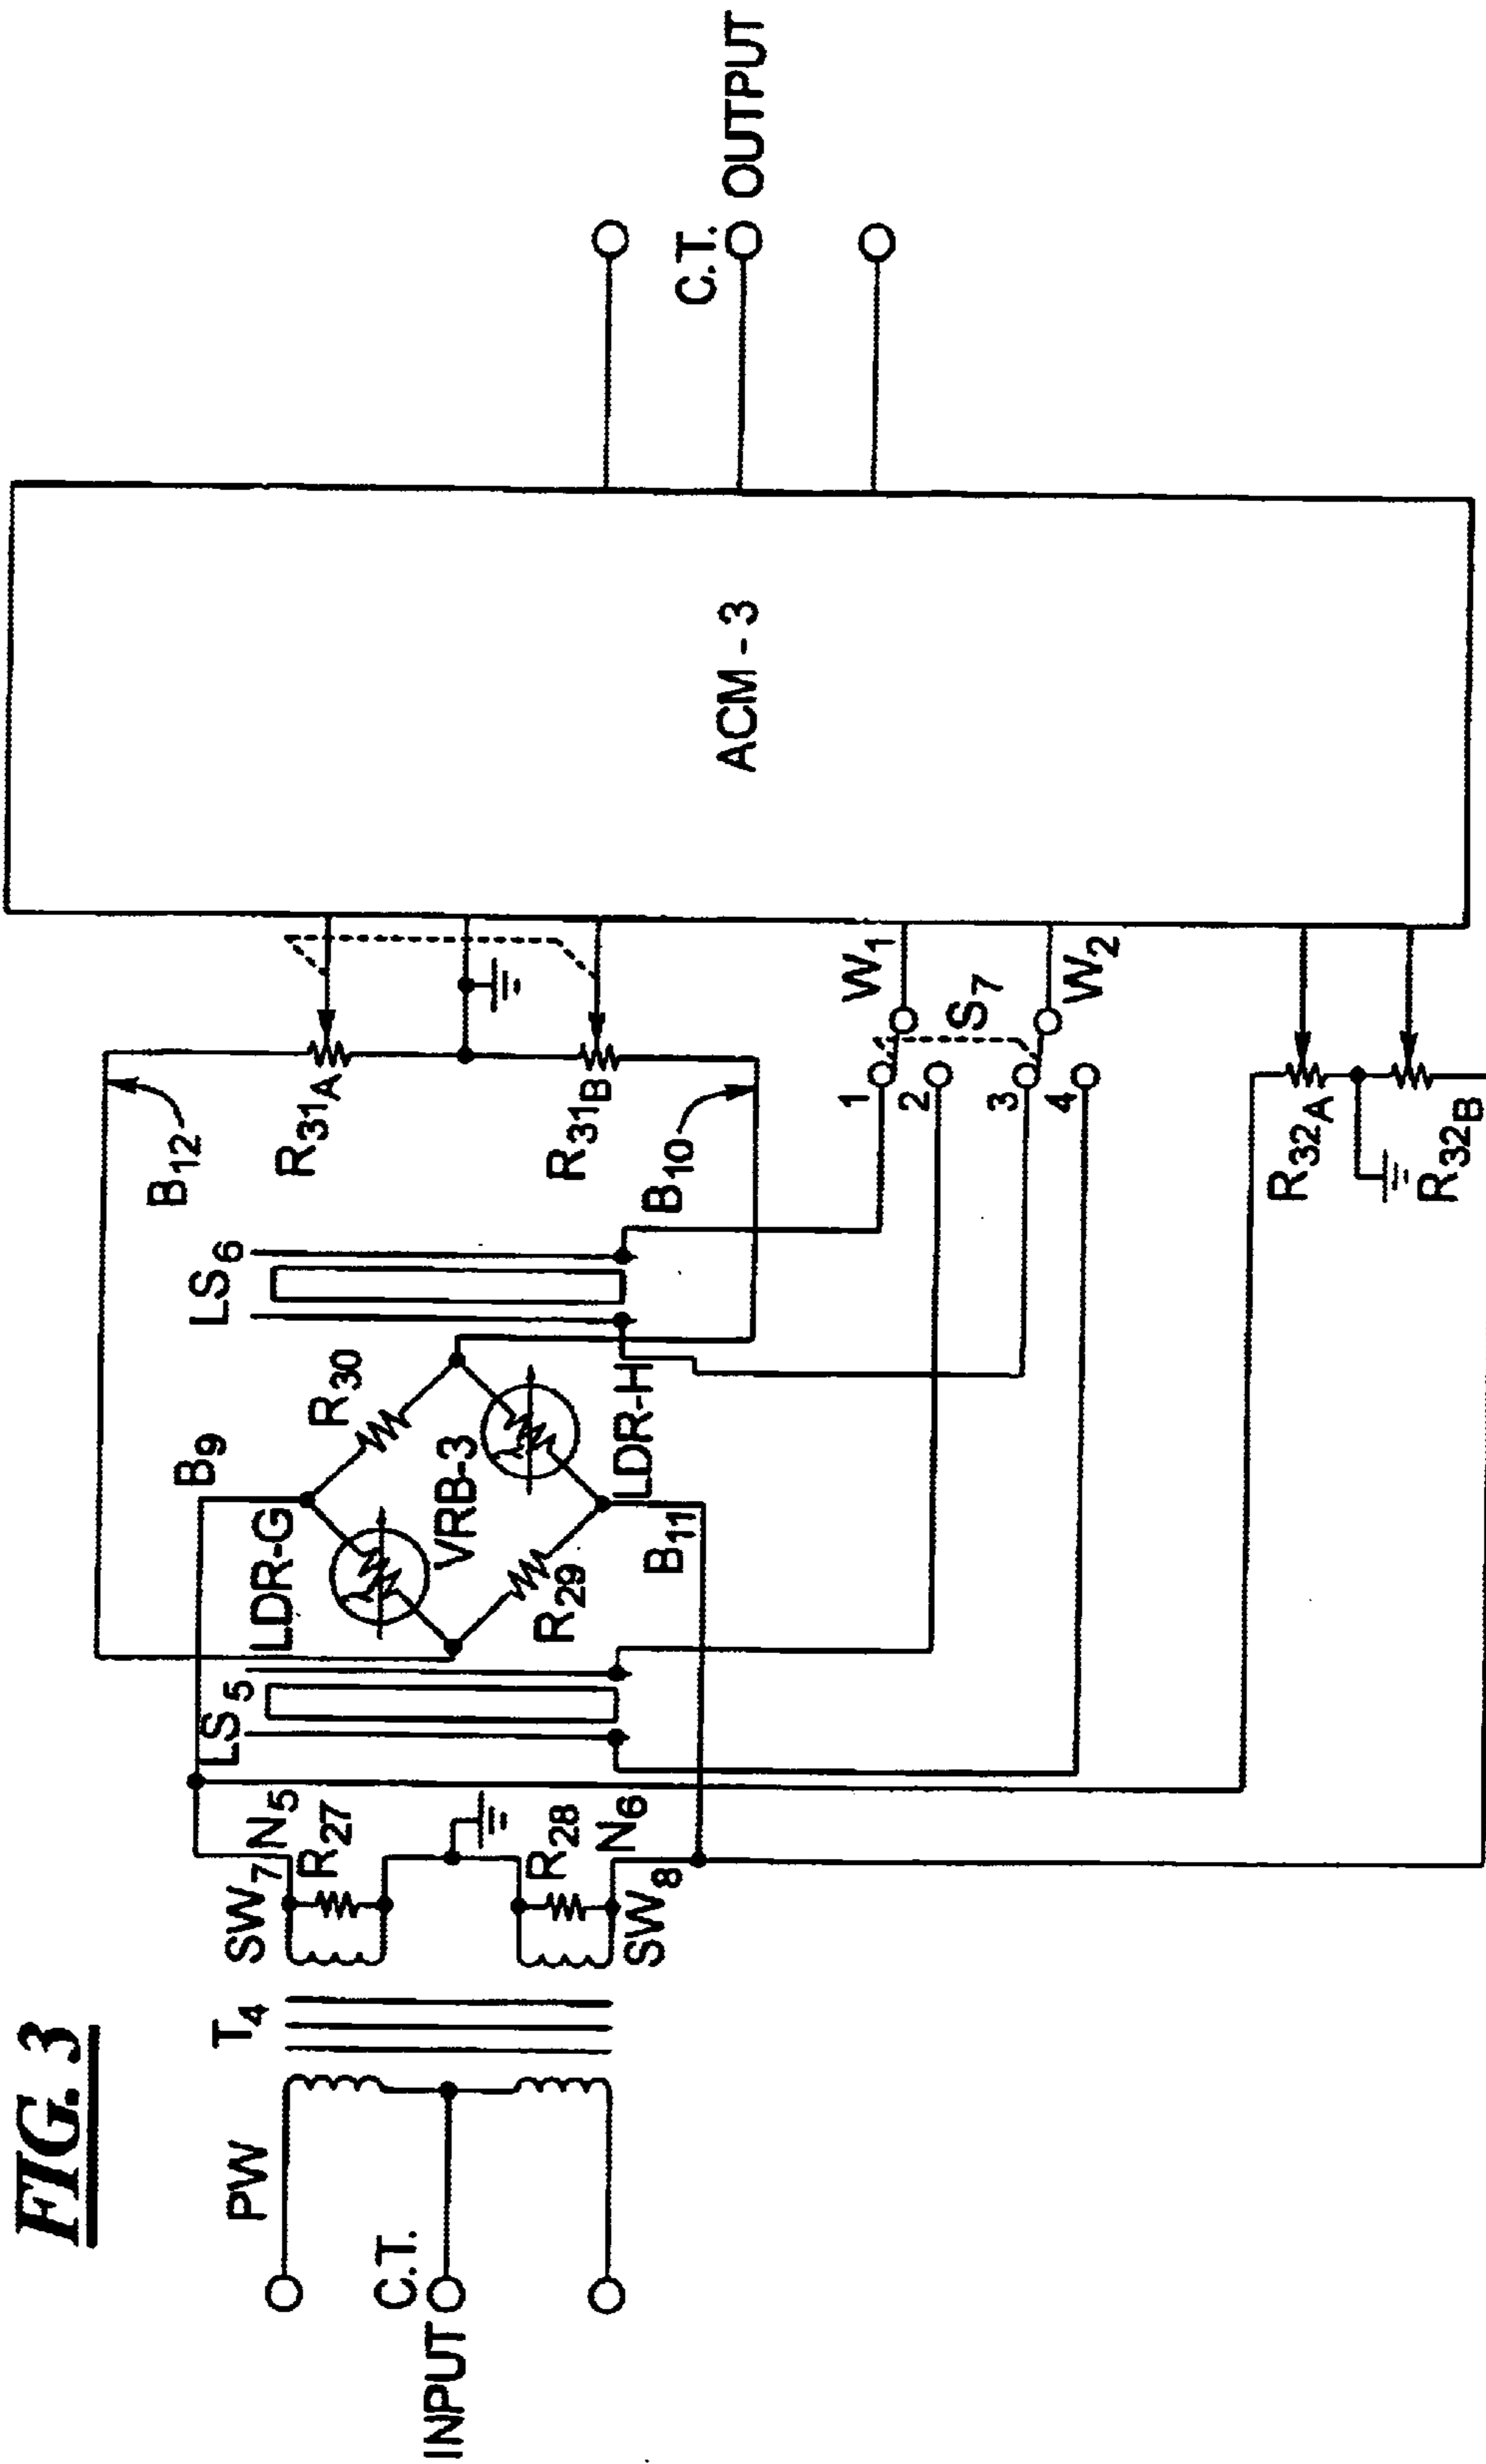 FIG. 3
INPUT
C.T.
PW
T4
SW7
N5
R27
R28
N6
SW8
LS5
B9
LDR-G
R30
VRB-3
R29
LDR-H
B11
LS6
B12
R31A
R31B
B10
1
2
3
4
S7
W1
W2
R32A
R32B
ACM - 3
C.T.
OUTPUT